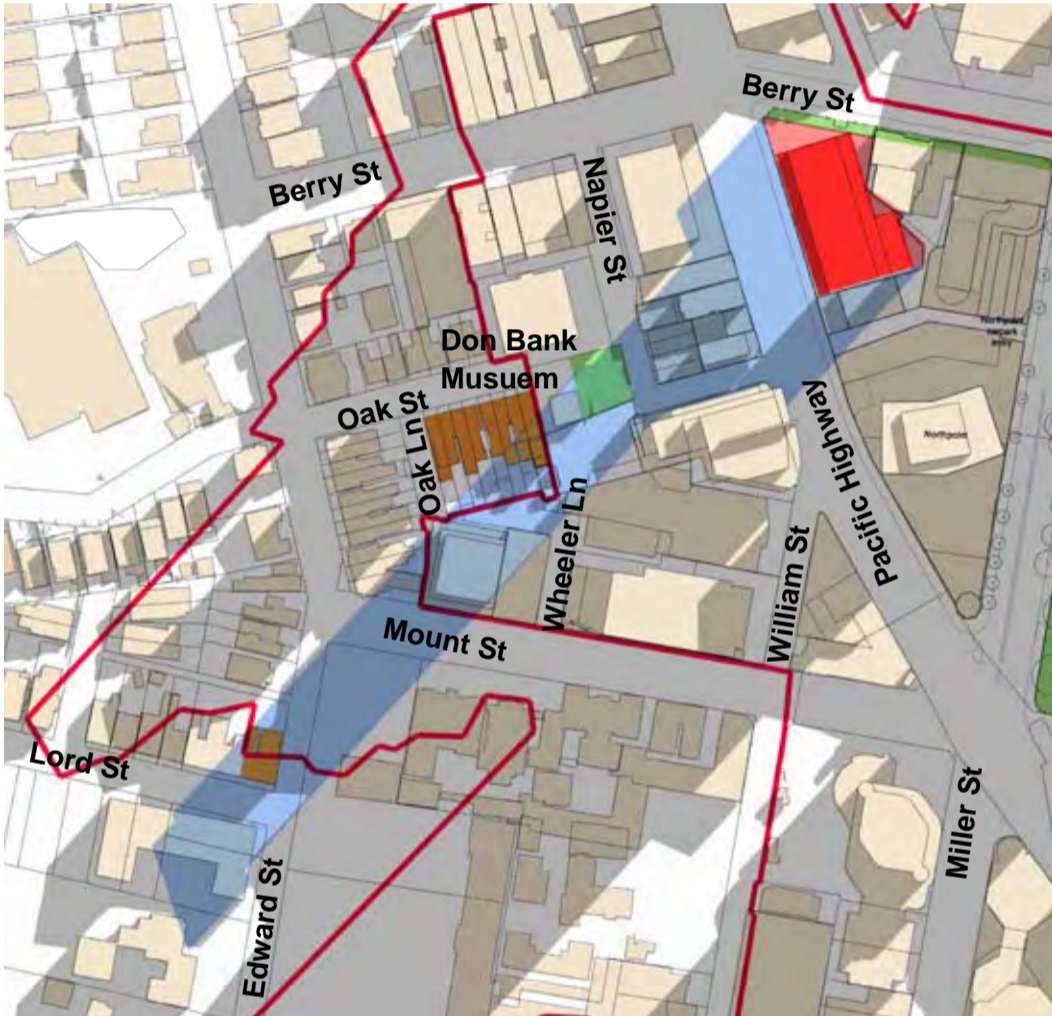 Berry St
Berry St
Napier St
Don Bank
Musuem
Oak St
Oak Ln
Pacific Highway
Northpoint
Wheeler Ln
William St
Mount St
Lord St
Miller St
Edward St